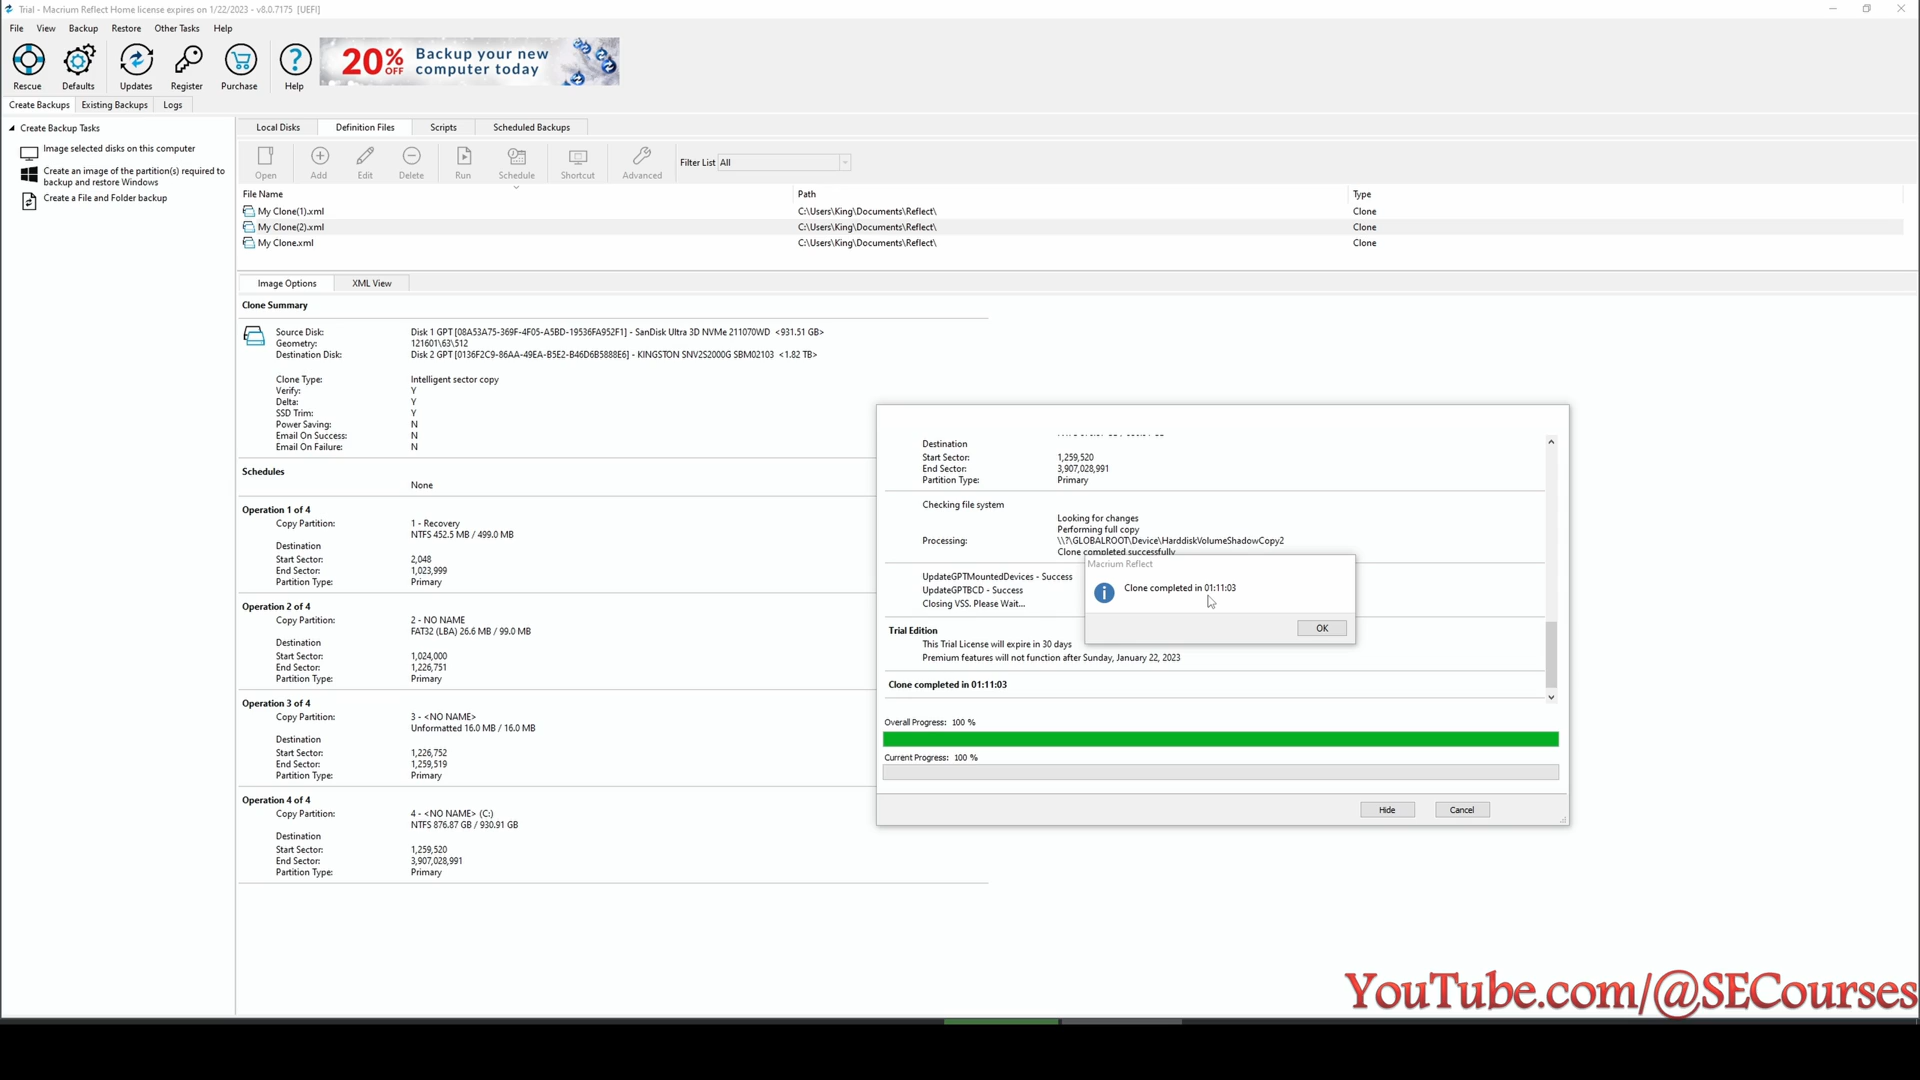 Trial - Macrium Reflect Home license expires on 1/22/2023 - v8.0.7175 [UEFI]
File View Backup Restore Other Tasks Help
20% OFF Backup your new
computer today
Rescue Defaults Updates Register Purchase Help
Create Backups Existing Backups Logs
Create Backup Tasks
Image selected disks on this computer
Create an image of the partition(s) required to
backup and restore Windows
Create a File and Folder backup
Local Disks Definition Files Scripts Scheduled Backups
Open Add Edit Delete Run Schedule Shortcut Advanced Filter List All
File Name Path Type
My Clone(1).xml C:\Users\King\Documents\Reflect\ Clone
My Clone(2).xml C:\Users\King\Documents\Reflect\ Clone
My Clone.xml C:\Users\King\Documents\Reflect\ Clone
Image Options XML View
Clone Summary
Source Disk: Disk 1 GPT [08A53A75-369F-4F05-A5BD-19536FA952F1] - SanDisk Ultra 3D NVMe 211070WD <931.51 GB>
Geometry: 121601\63\512
Destination Disk: Disk 2 GPT [0136F2C9-86AA-49EA-B5E2-B46D6B5888E6] - KINGSTON SNV2S2000G SBM02103 <1.82 TB>
Clone Type: Intelligent sector copy
Verify: Y
Delta: Y
SSD Trim: Y
Power Saving: N
Email On Success: N
Email On Failure: N
Schedules
None
Operation 1 of 4
Copy Partition: 1 - Recovery
NTFS 452.5 MB / 499.0 MB
Destination
Start Sector: 2,048
End Sector: 1,023,999
Partition Type: Primary
Operation 2 of 4
Copy Partition: 2 - NO NAME
FAT32 (LBA) 26.6 MB / 99.0 MB
Destination
Start Sector: 1,024,000
End Sector: 1,226,751
Partition Type: Primary
Operation 3 of 4
Copy Partition: 3 - <NO NAME>
Unformatted 16.0 MB / 16.0 MB
Destination
Start Sector: 1,226,752
End Sector: 1,259,519
Partition Type: Primary
Operation 4 of 4
Copy Partition: 4 - <NO NAME> (C:)
NTFS 876.87 GB / 930.91 GB
Destination
Start Sector: 1,259,520
End Sector: 3,907,028,991
Partition Type: Primary
Destination
Start Sector: 1,259,520
End Sector: 3,907,028,991
Partition Type: Primary
Checking file system
Looking for changes
Performing full copy
Processing: \\?\GLOBALROOT\Device\HarddiskVolumeShadowCopy2
Clone completed successfully
UpdateGPTMountedDevices - Success
UpdateGPTBCD - Success
Closing VSS. Please Wait...
Macrium Reflect
Clone completed in 01:11:03
OK
Trial Edition
This Trial License will expire in 30 days
Premium features will not function after Sunday, January 22, 2023
Clone completed in 01:11:03
Overall Progress: 100 %
Current Progress: 100 %
Hide Cancel
YouTube.com/@SECourses